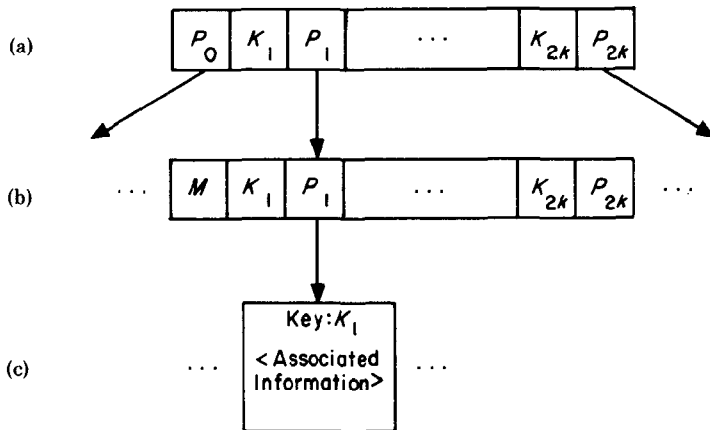 (a) P₀ K₁ P₁ ··· K₂ₖ P₂ₖ
(b) ··· M K₁ P₁ ··· K₂ₖ P₂ₖ ···
Key:K₁
(c) ··· <Associated ···
Information>